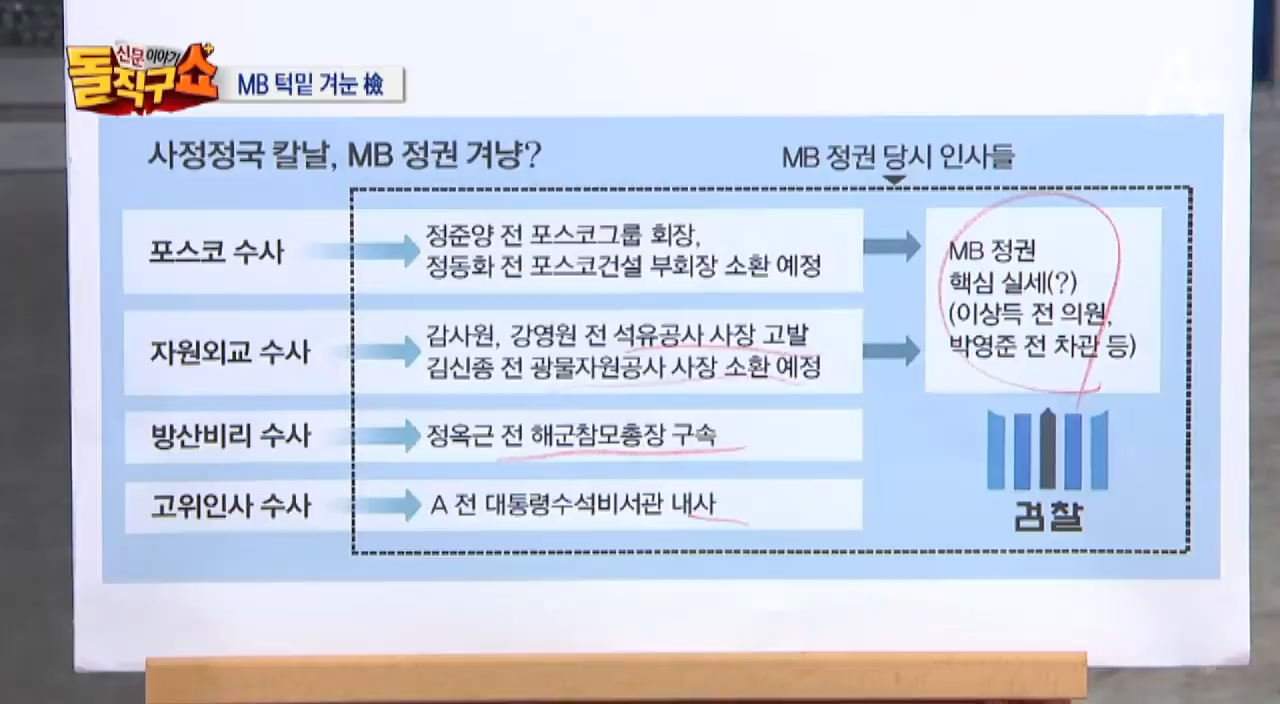 신문이야기
돌직구쇼+
MB 턱밑 겨눈 檢
사정정국 칼날, MB 정권 겨냥?
MB 정권 당시 인사들
포스코 수사
정준양 전 포스코그룹 회장,
정동화 전 포스코건설 부회장 소환 예정
자원외교 수사
감사원, 강영원 전 석유공사 사장 고발
김신종 전 광물자원공사 사장 소환 예정
방산비리 수사
정옥근 전 해군참모총장 구속
고위인사 수사
A 전 대통령수석비서관 내사
MB 정권
핵심 실세(?)
(이상득 전 의원,
박영준 전 차관 등)
검찰